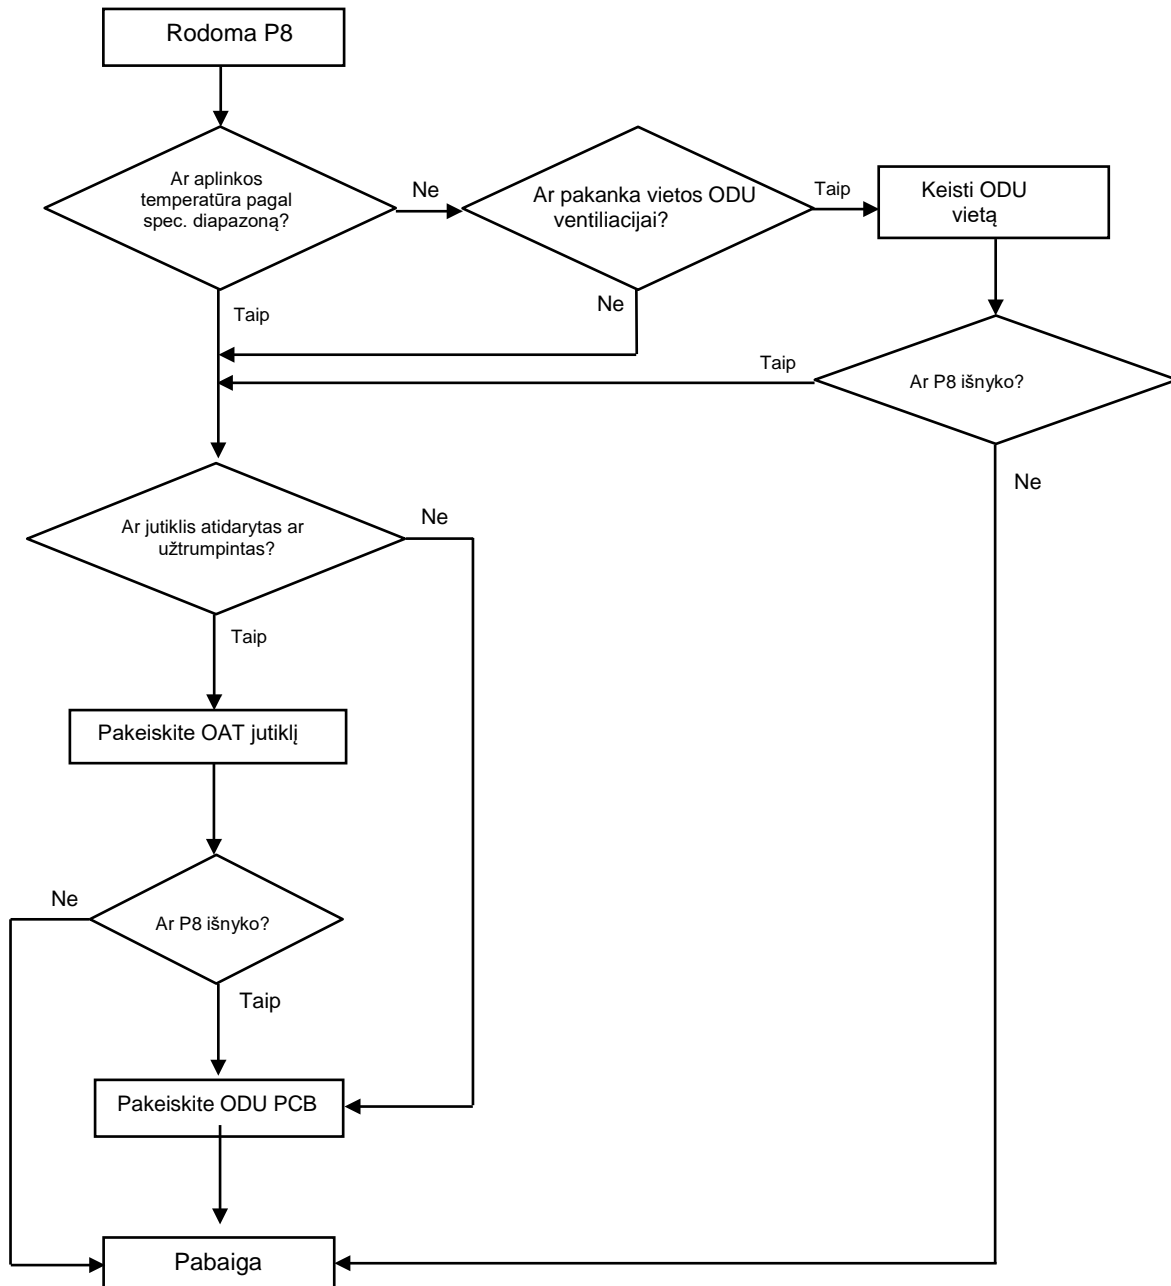 Rodoma P8
Ar aplinkos
temperatūra pagal
spec. diapazoną?
Ne
Ar pakanka vietos ODU
ventiliacijai?
Taip
Keisti ODU
vietą
Taip
Ne
Taip
Ar P8 išnyko?
Ne
Ar jutiklis atidarytas ar
užtrumpintas?
Ne
Taip
Pakeiskite OAT jutiklį
Ne
Ar P8 išnyko?
Taip
Pakeiskite ODU PCB
Pabaiga